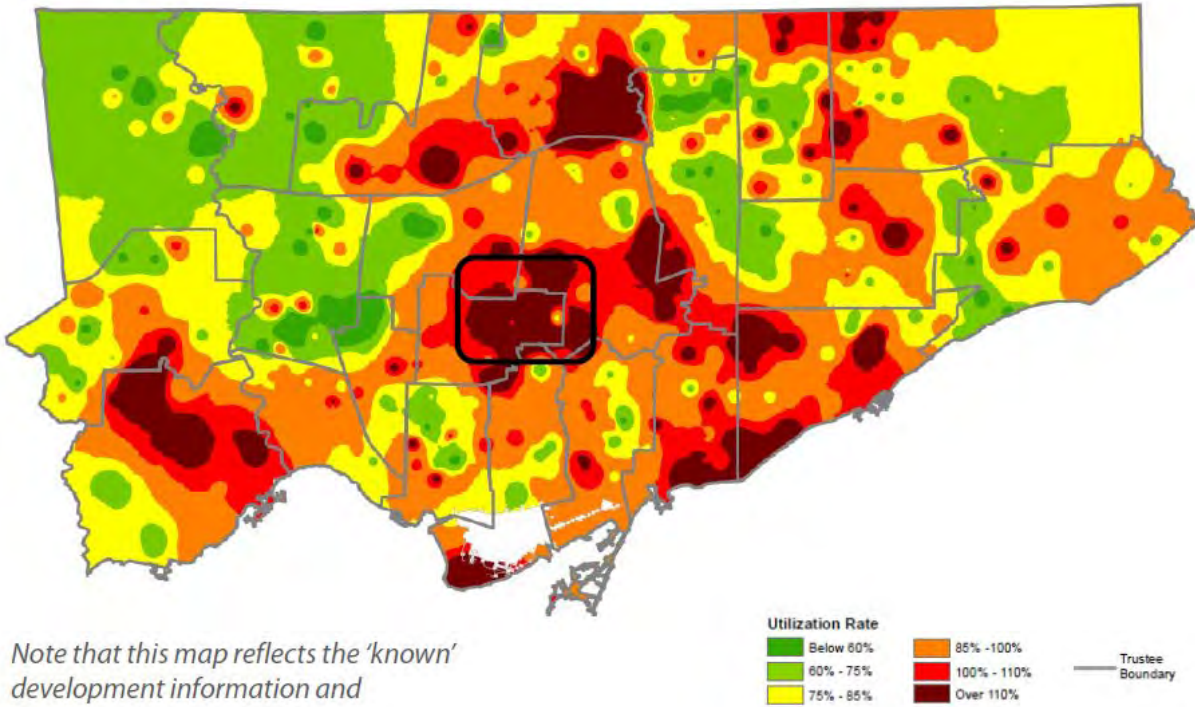 Note that this map reflects the ‘known’
development information and
Utilization Rate
Below 60%
60% - 75%
75% - 85%
85% -100%
100% - 110%
Over 110%
Trustee
Boundary